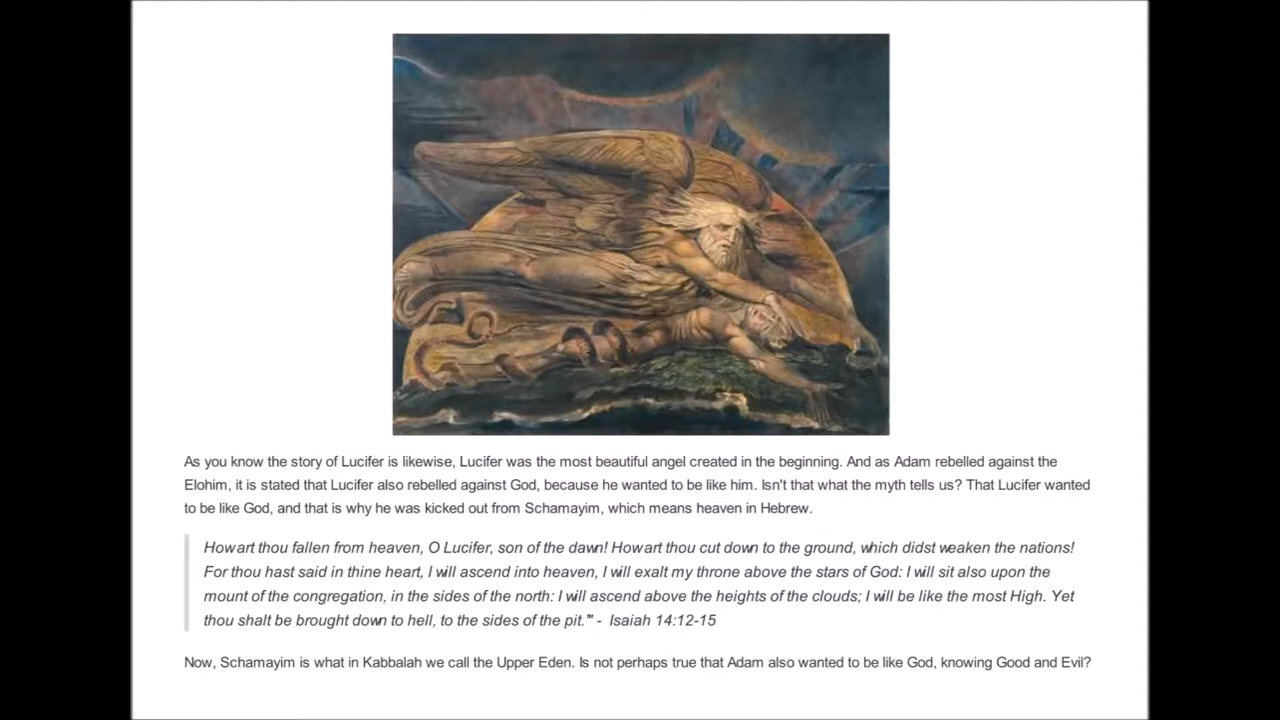 As you know the story of Lucifer is likewise, Lucifer was the most beautiful angel created in the beginning. And as Adam rebelled against the
Elohim, it is stated that Lucifer also rebelled against God, because he wanted to be like him. Isn't that what the myth tells us? That Lucifer wanted
to be like God, and that is why he was kicked out from Schamayim, which means heaven in Hebrew.
How art thou fallen from heaven, O Lucifer, son of the dawn! How art thou cut down to the ground, which didst weaken the nations!
For thou hast said in thine heart, I will ascend into heaven, I will exalt my throne above the stars of God: I will sit also upon the
mount of the congregation, in the sides of the north: I will ascend above the heights of the clouds; I will be like the most High. Yet
thou shalt be brought down to hell, to the sides of the pit.'" - Isaiah 14:12-15
Now, Schamayim is what in Kabbalah we call the Upper Eden. Is not perhaps true that Adam also wanted to be like God, knowing Good and Evil?